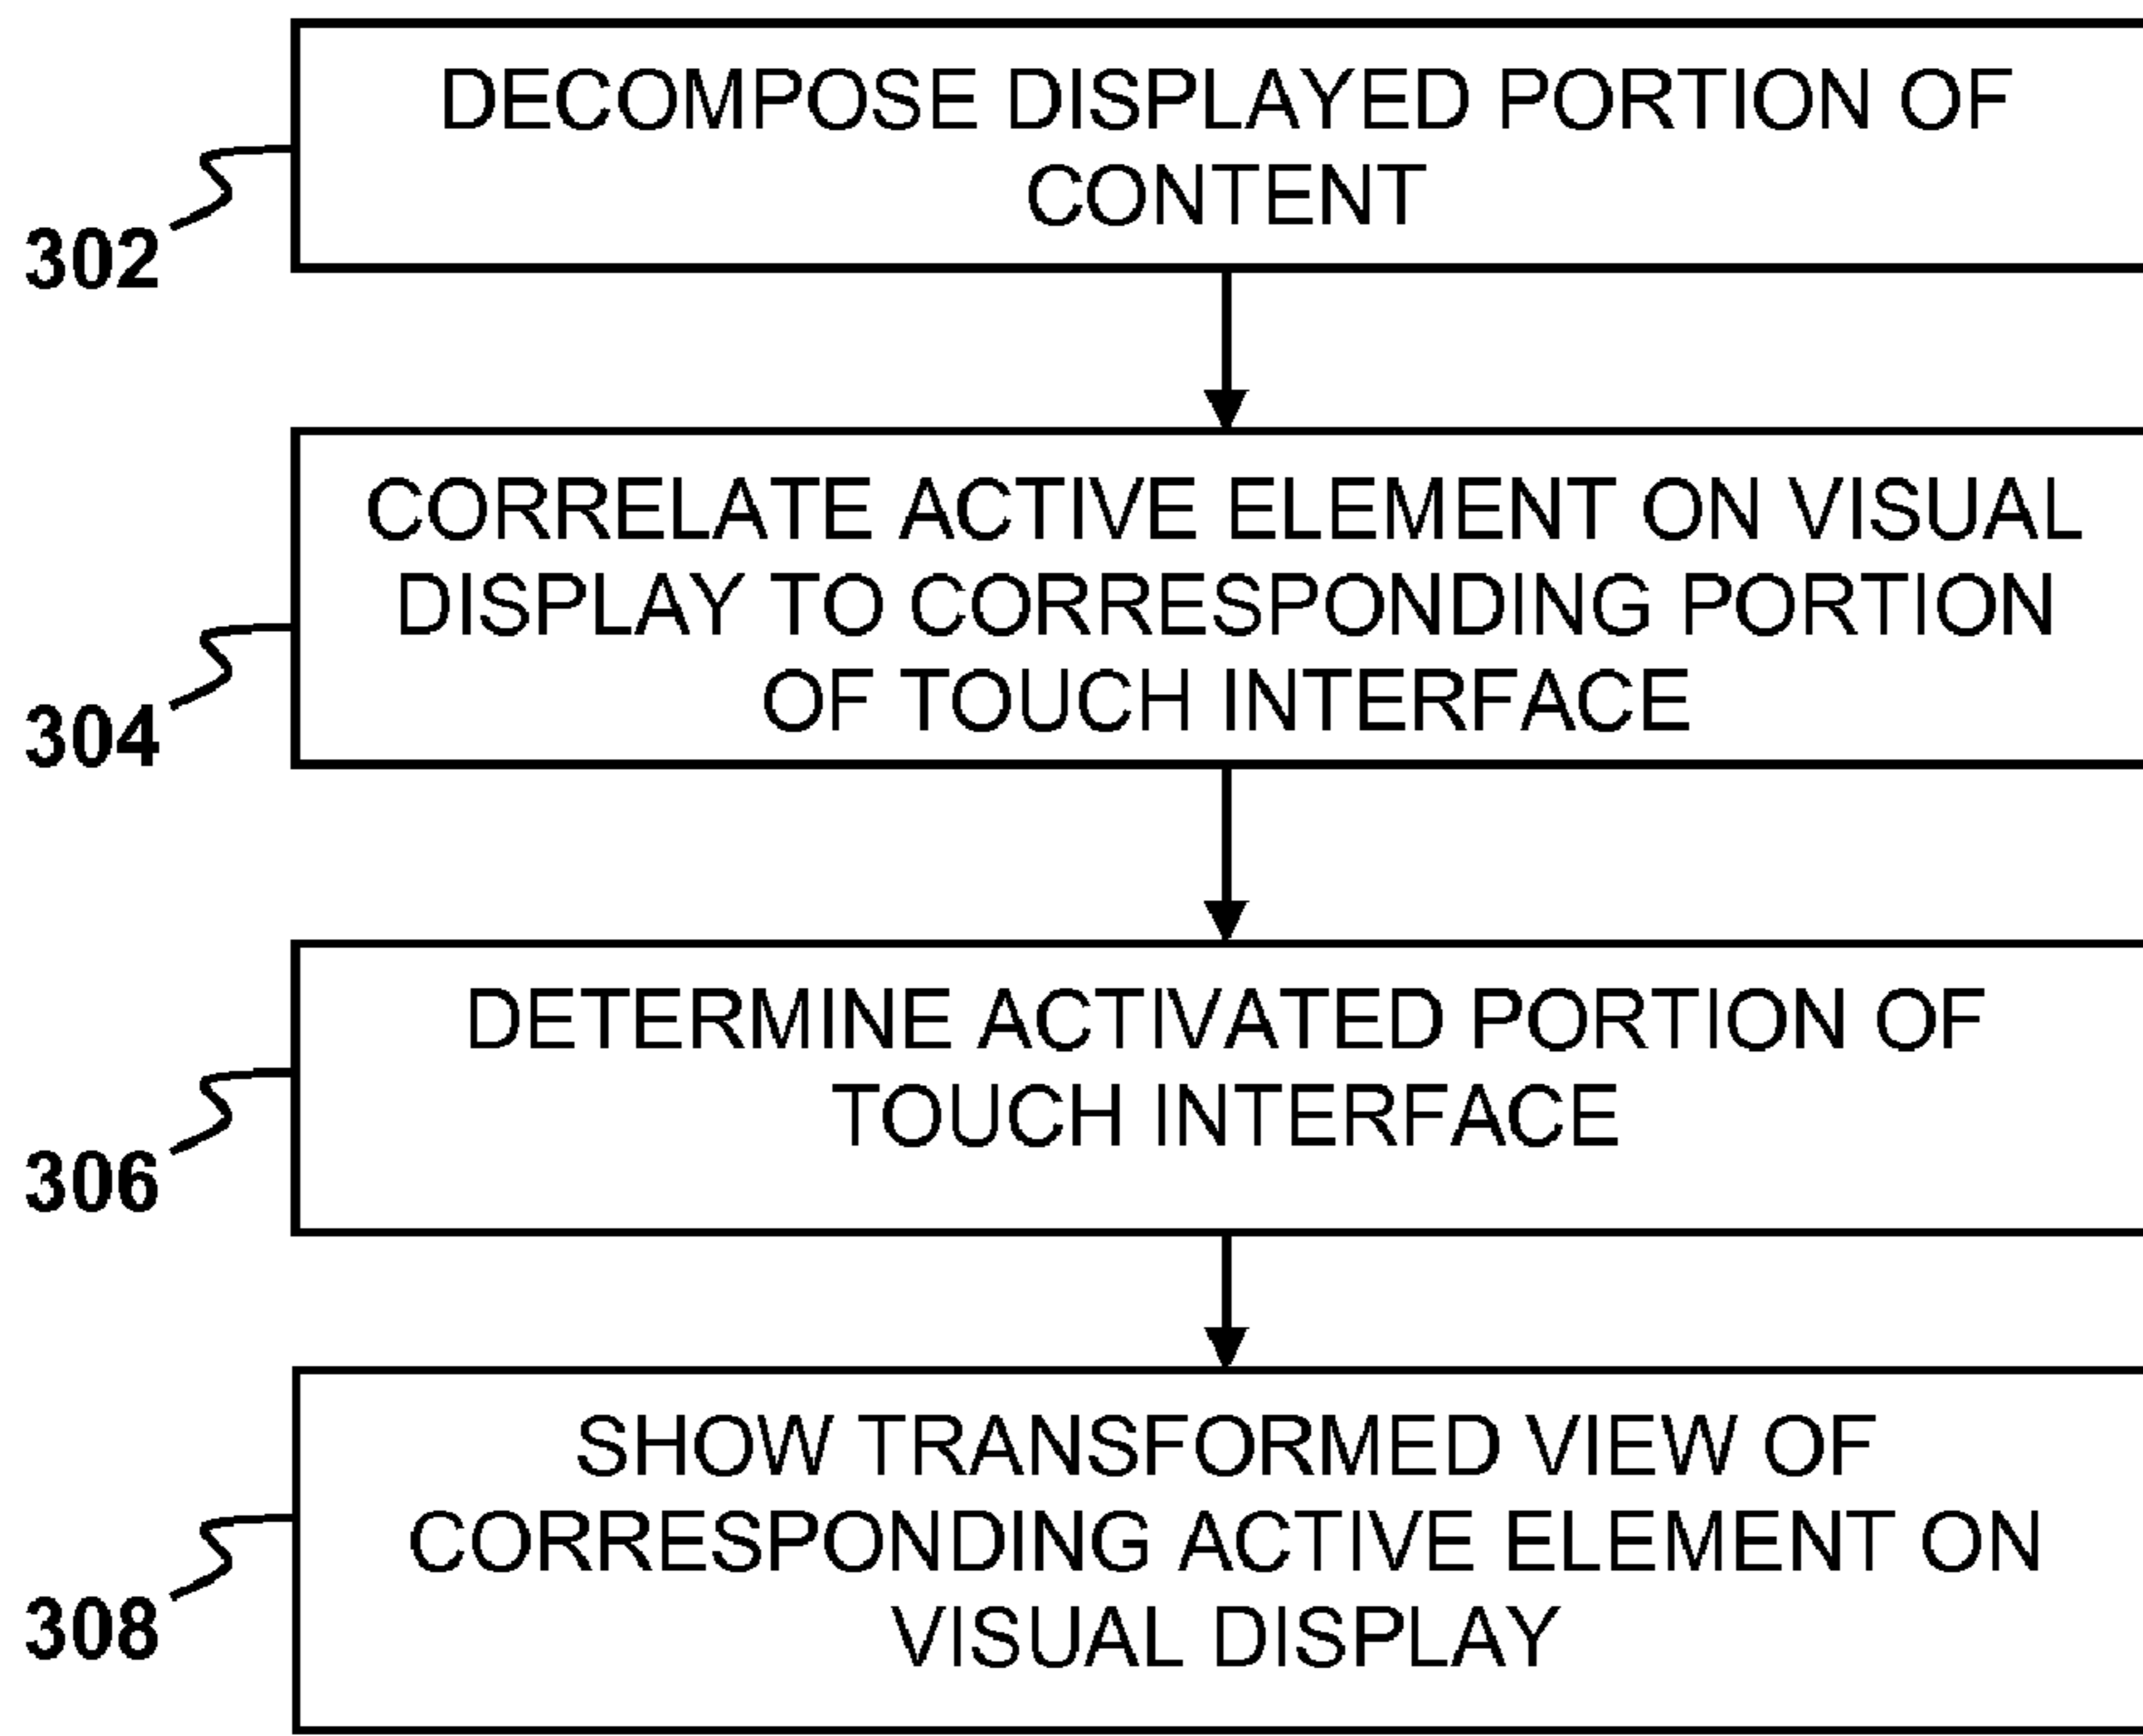 DECOMPOSE DISPLAYED PORTION OF
CONTENT
302
CORRELATE ACTIVE ELEMENT ON VISUAL
DISPLAY TO CORRESPONDING PORTION
OF TOUCH INTERFACE
304
DETERMINE ACTIVATED PORTION OF
TOUCH INTERFACE
306
SHOW TRANSFORMED VIEW OF
CORRESPONDING ACTIVE ELEMENT ON
VISUAL DISPLAY
308